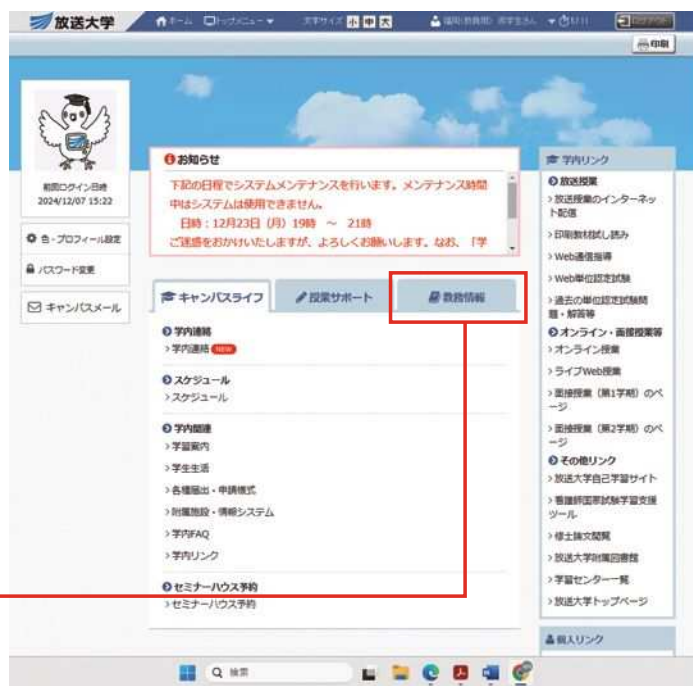 放送大学
ホーム
トップメニュー
文字サイズ 小 中 大
印刷
前回ログイン日時
2024/12/07 15:22
色・プロフィール設定
パスワード変更
キャンパスメール
お知らせ
下記の日程でシステムメンテナンスを行います。メンテナンス時間
中はシステムは使用できません。
日時：12月23日（月）19時 ～ 21時
ご迷惑をおかけいたしますが、よろしくお願いします。なお、「学
キャンパスライフ
授業サポート
教務情報
学内連絡
›学内連絡 NEW
スケジュール
›スケジュール
学内関連
›学習案内
›学生生活
›各種届出・申請様式
›附属施設・情報システム
›学内FAQ
›学内リンク
セミナーハウス予約
›セミナーハウス予約
学内リンク
放送授業
›放送授業のインターネッ
ト配信
›印刷教材試し読み
›Web通信指導
›Web単位認定試験
›過去の単位認定試験問
題・解答等
オンライン・面接授業等
›オンライン授業
›ライブWeb授業
›面接授業（第1学期）のペ
ージ
›面接授業（第2学期）のペ
ージ
その他リンク
›放送大学自己学習サイト
›看護師国家試験学習支援
ツール
›修士論文閲覧
›放送大学附属図書館
›学習センター一覧
›放送大学トップページ
個人リンク
検索